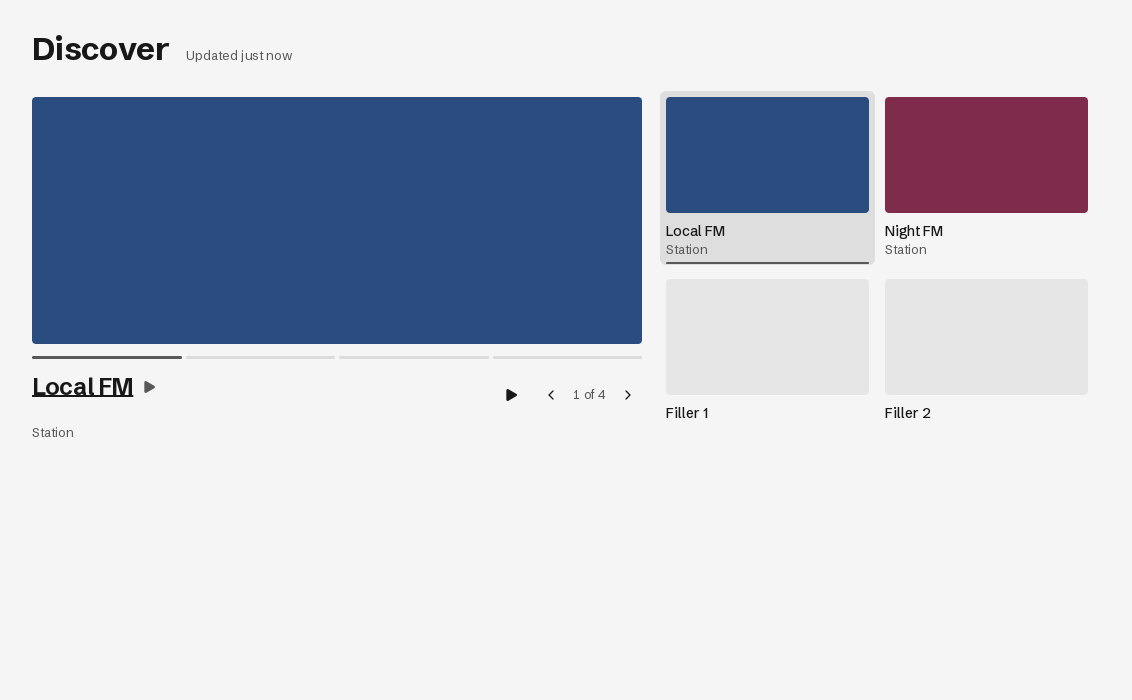 Discover
Updated just now
Local FM
Station
1 of 4
Local FM
Station
Night FM
Station
Filler 1
Filler 2